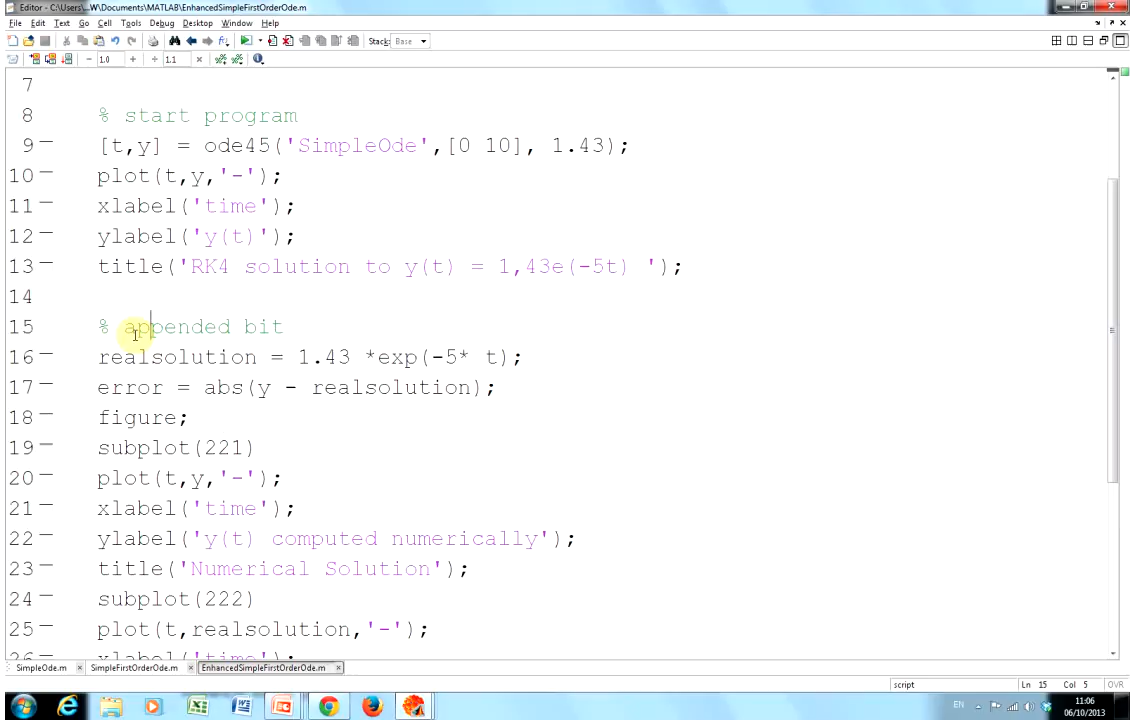 Editor - C:\Users\...W\Documents\MATLAB\EnhancedSimpleFirstOrderOde.m
File Edit Text Go Cell Tools Debug Desktop Window Help
Stack: Base
1.0 1.1
7
8 % start program
9 [t,y] = ode45('SimpleOde',[0 10], 1.43);
10 plot(t,y,'-');
11 xlabel('time');
12 ylabel('y(t)');
13 title('RK4 solution to y(t) = 1,43e(-5t) ');
14
15 % appended bit
16 realsolution = 1.43 *exp(-5* t);
17 error = abs(y - realsolution);
18 figure;
19 subplot(221)
20 plot(t,y,'-');
21 xlabel('time');
22 ylabel('y(t) computed numerically');
23 title('Numerical Solution');
24 subplot(222)
25 plot(t,realsolution,'-');
26 xlabel('time');
SimpleOde.m × SimpleFirstOrderOde.m × EnhancedSimpleFirstOrderOde.m ×
script Ln 15 Col 5 OVR
EN 11:06
06/10/2013